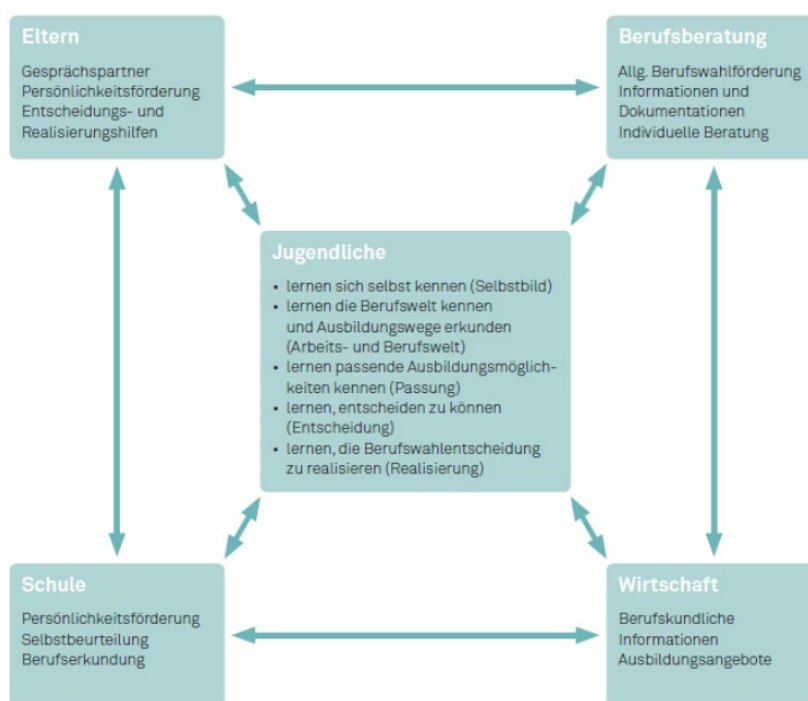 Eltern
Gesprächspartner
Persönlichkeitsförderung
Entscheidungs- und
Realisierungshilfen
Berufsberatung
Allg. Berufswahlförderung
Informationen und
Dokumentationen
Individuelle Beratung
Jugendliche
• lernen sich selbst kennen (Selbstbild)
• lernen die Berufswelt kennen
und Ausbildungswege erkunden
(Arbeits- und Berufswelt)
• lernen passende Ausbildungsmöglich-
keiten kennen (Passung)
• lernen, entscheiden zu können
(Entscheidung)
• lernen, die Berufswahlentscheidung
zu realisieren (Realisierung)
Schule
Persönlichkeitsförderung
Selbstbeurteilung
Berufserkundung
Wirtschaft
Berufskundliche
Informationen
Ausbildungsangebote